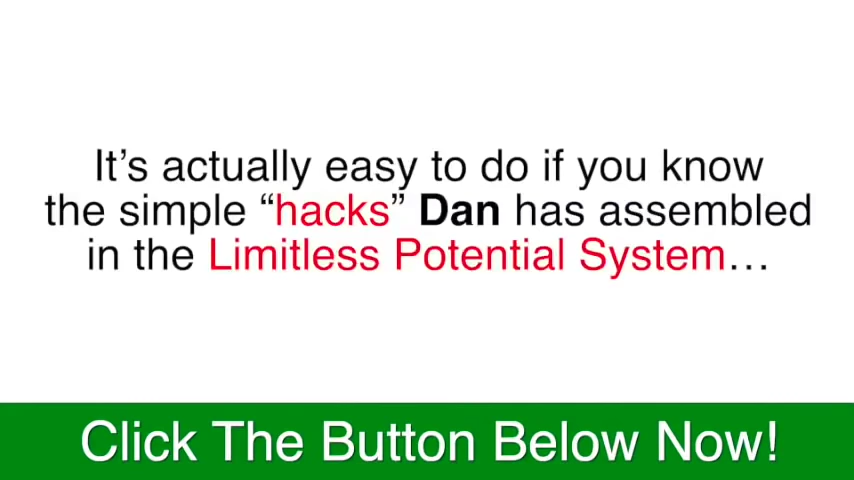 It’s actually easy to do if you know
the simple “hacks” Dan has assembled
in the Limitless Potential System…
Click The Button Below Now!